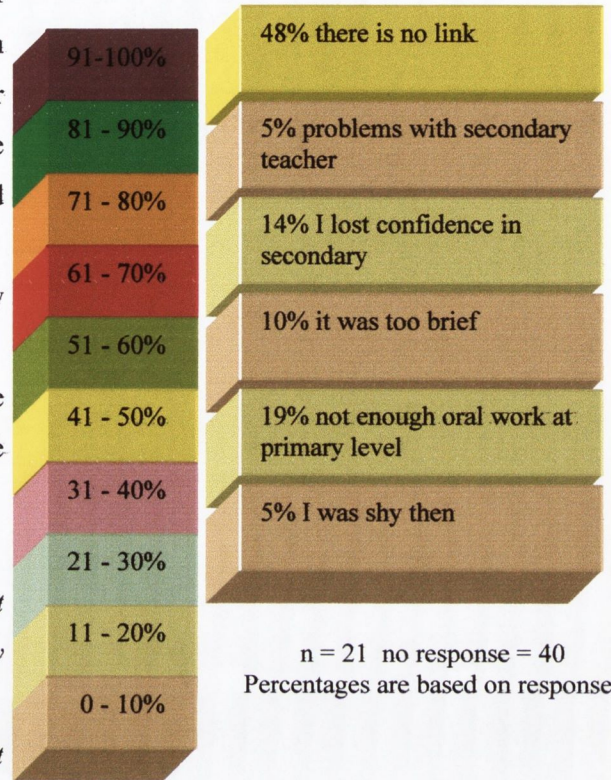 91-100%
81 - 90%
71 - 80%
61 - 70%
51 - 60%
41 - 50%
31 - 40%
21 - 30%
11 - 20%
0 - 10%
48% there is no link
5% problems with secondary
teacher
14% I lost confidence in
secondary
10% it was too brief
19% not enough oral work at
primary level
5% I was shy then
n = 21 no response = 40
Percentages are based on response